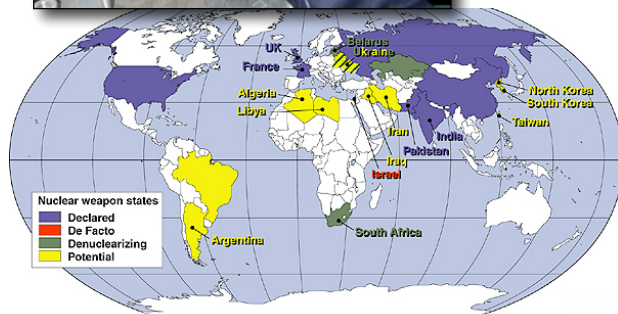 Belarus
UK
Ukraine
France
Algeria
North Korea
South Korea
Libya
Taiwan
Iran
India
Pakistan
Iraq
Israel
Nuclear weapon states
Declared
De Facto
Denuclearizing
Potential
South Africa
Argentina